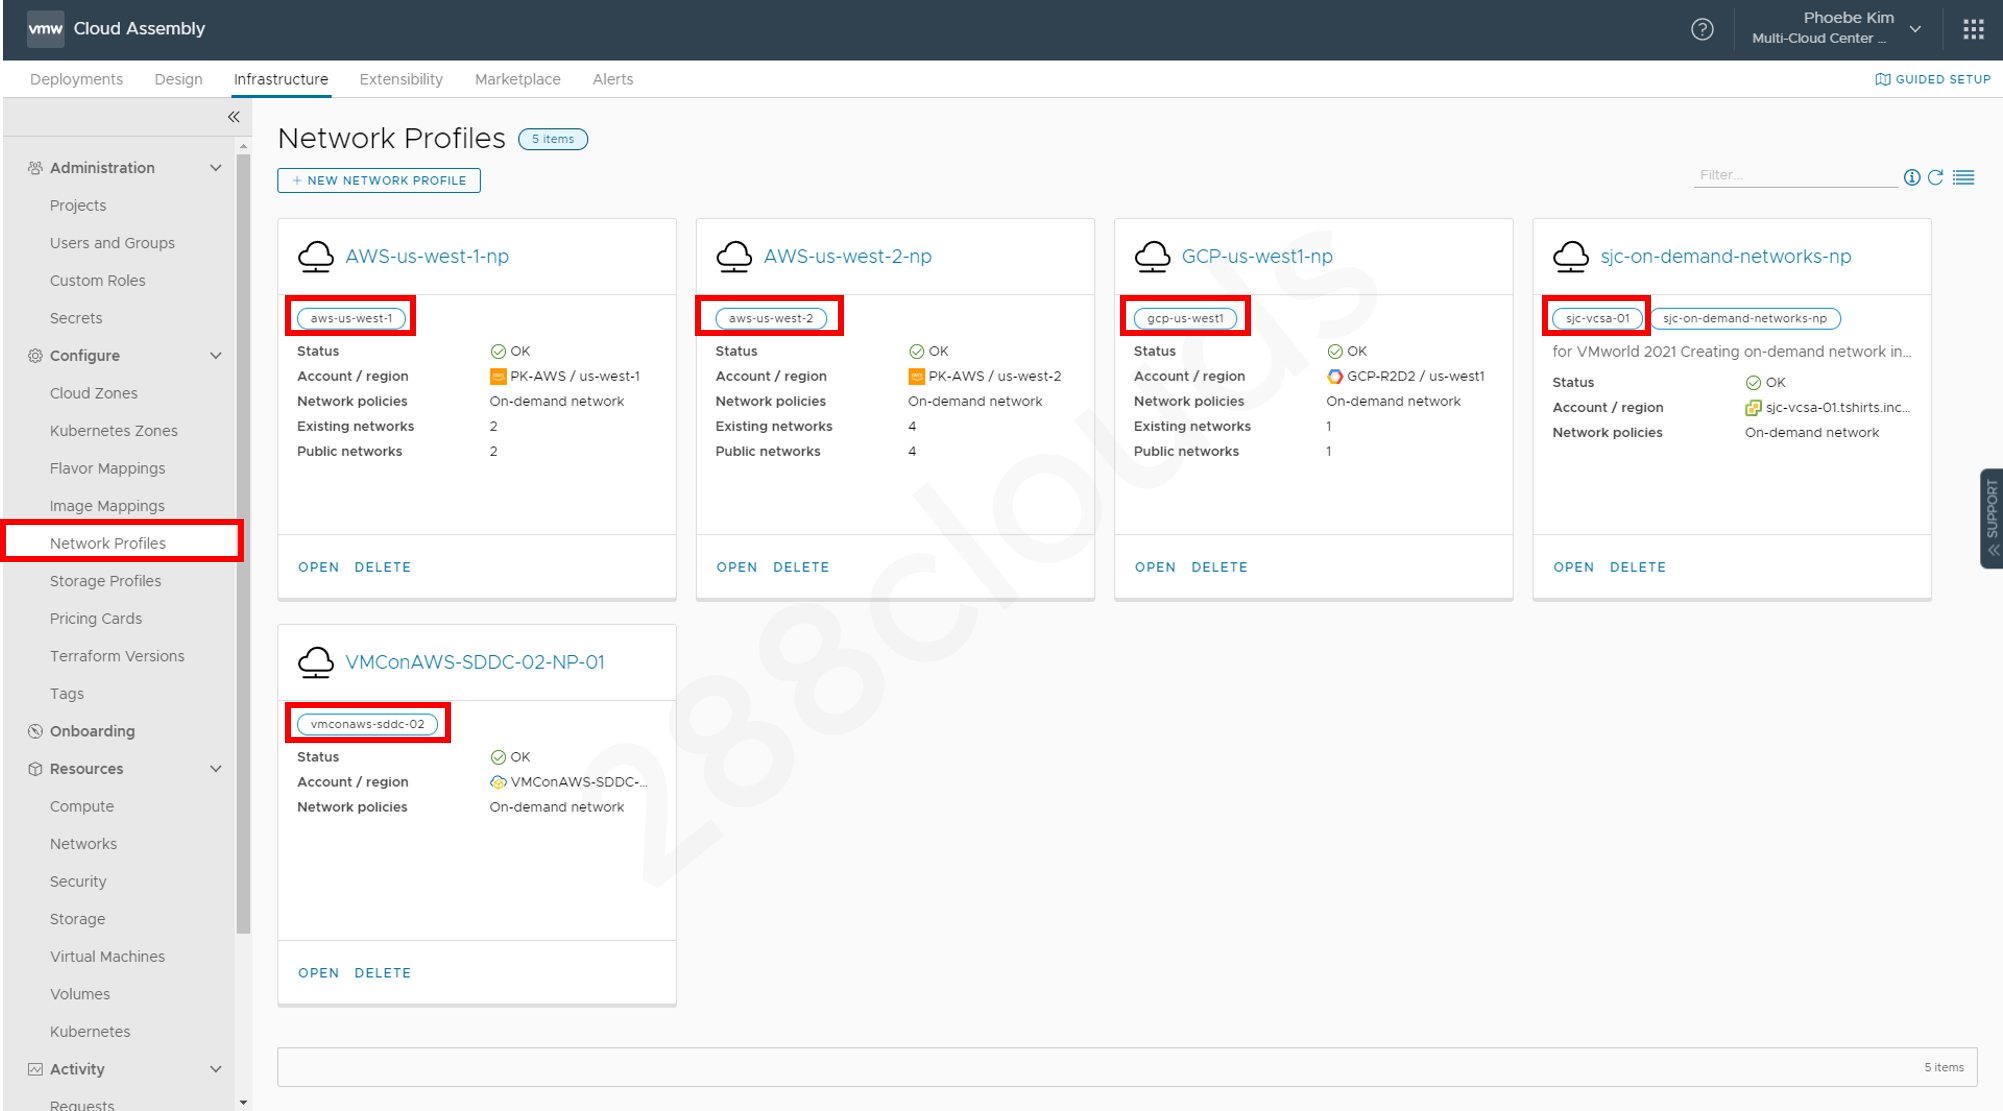 vmw Cloud Assembly
Phoebe Kim
Multi-Cloud Center ...
Deployments Design Infrastructure Extensibility Marketplace Alerts
GUIDED SETUP
Network Profiles 5 items
+ NEW NETWORK PROFILE
Filter...
Administration
Projects
Users and Groups
Custom Roles
Secrets
Configure
Cloud Zones
Kubernetes Zones
Flavor Mappings
Image Mappings
Network Profiles
Storage Profiles
Pricing Cards
Terraform Versions
Tags
Onboarding
Resources
Compute
Networks
Security
Storage
Virtual Machines
Volumes
Kubernetes
Activity
Requests
AWS-us-west-1-np
aws-us-west-1
Status OK
Account / region PK-AWS / us-west-1
Network policies On-demand network
Existing networks 2
Public networks 2
OPEN DELETE
AWS-us-west-2-np
aws-us-west-2
Status OK
Account / region PK-AWS / us-west-2
Network policies On-demand network
Existing networks 4
Public networks 4
OPEN DELETE
GCP-us-west1-np
gcp-us-west1
Status OK
Account / region GCP-R2D2 / us-west1
Network policies On-demand network
Existing networks 1
Public networks 1
OPEN DELETE
sjc-on-demand-networks-np
sjc-vcsa-01 sjc-on-demand-networks-np
for VMworld 2021 Creating on-demand network in...
Status OK
Account / region sjc-vcsa-01.tshirts.inc...
Network policies On-demand network
OPEN DELETE
VMConAWS-SDDC-02-NP-01
vmconaws-sddc-02
Status OK
Account / region VMConAWS-SDDC-...
Network policies On-demand network
OPEN DELETE
SUPPORT
288clouds
5 items